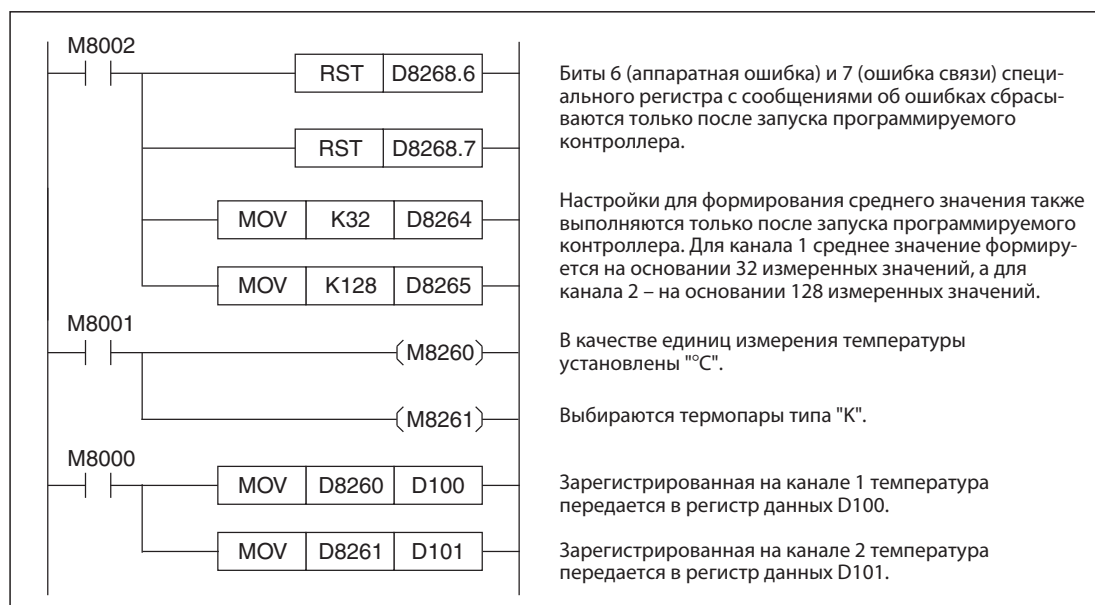 M8002
RST D8268.6
Биты 6 (аппаратная ошибка) и 7 (ошибка связи) специ-
ального регистра с сообщениями об ошибках сбрасы-
ваются только после запуска программируемого
контроллера.
RST D8268.7
MOV K32 D8264
Настройки для формирования среднего значения также
выполняются только после запуска программируемого
контроллера. Для канала 1 среднее значение формиру-
ется на основании 32 измеренных значений, а для
канала 2 – на основании 128 измеренных значений.
MOV K128 D8265
M8001
M8260
В качестве единиц измерения температуры
установлены "°C".
M8261
Выбираются термопары типа "K".
M8000
MOV D8260 D100
Зарегистрированная на канале 1 температура
передается в регистр данных D100.
MOV D8261 D101
Зарегистрированная на канале 2 температура
передается в регистр данных D101.